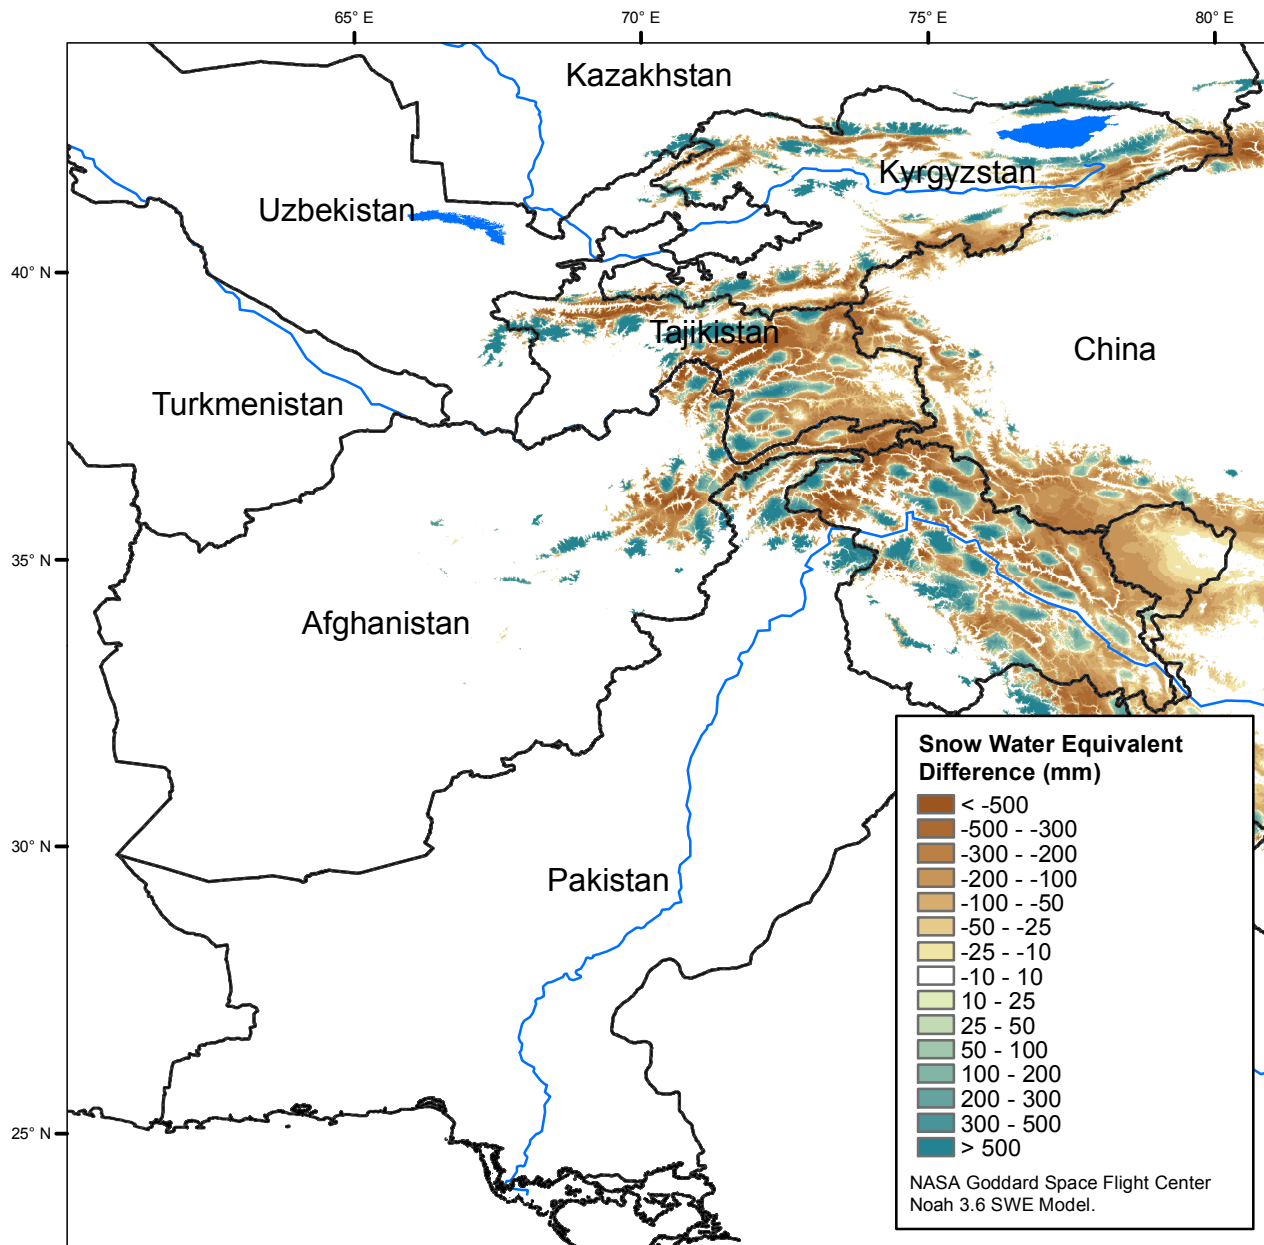 65° E
70° E
75° E
80° E
Kazakhstan
Kyrgyzstan
Uzbekistan
40° N
Tajikistan
China
Turkmenistan
35° N
Afghanistan
Snow Water Equivalent
Difference (mm)
< -500
-500 - -300
-300 - -200
-200 - -100
-100 - -50
-50 - -25
-25 - -10
-10 - 10
10 - 25
25 - 50
50 - 100
100 - 200
200 - 300
300 - 500
> 500
NASA Goddard Space Flight Center
Noah 3.6 SWE Model.
30° N
Pakistan
25° N